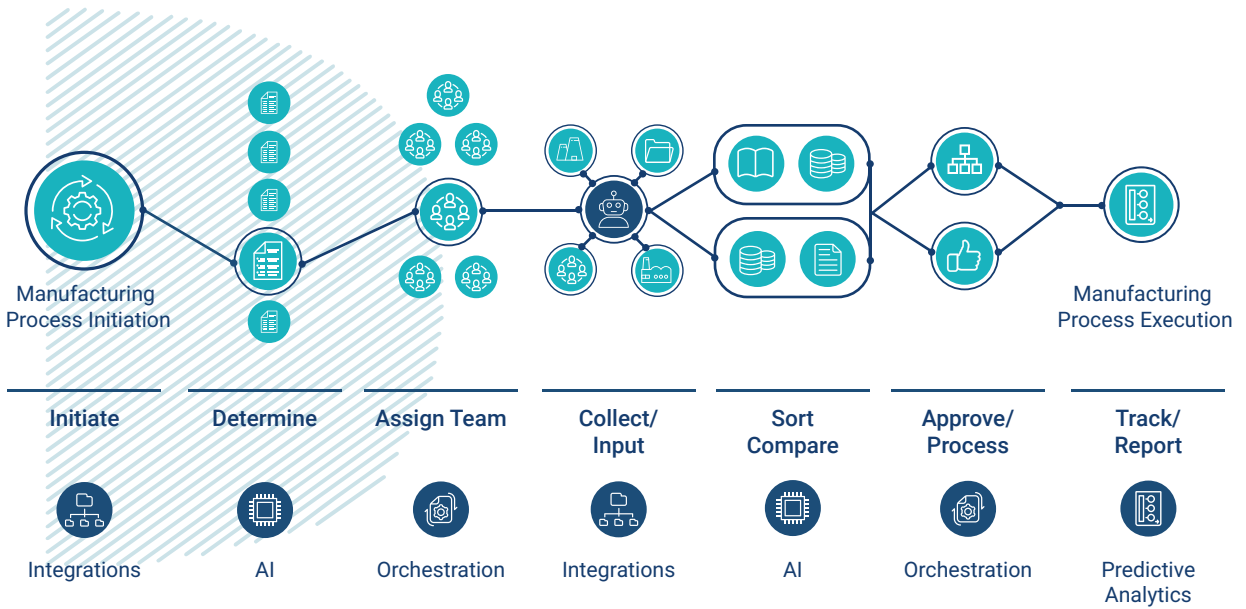 Manufacturing
Process Initiation
Manufacturing
Process Execution
Initiate
Determine
Assign Team
Collect/
Input
Sort
Compare
Approve/
Process
Track/
Report
Integrations
AI
Orchestration
Integrations
AI
Orchestration
Predictive
Analytics